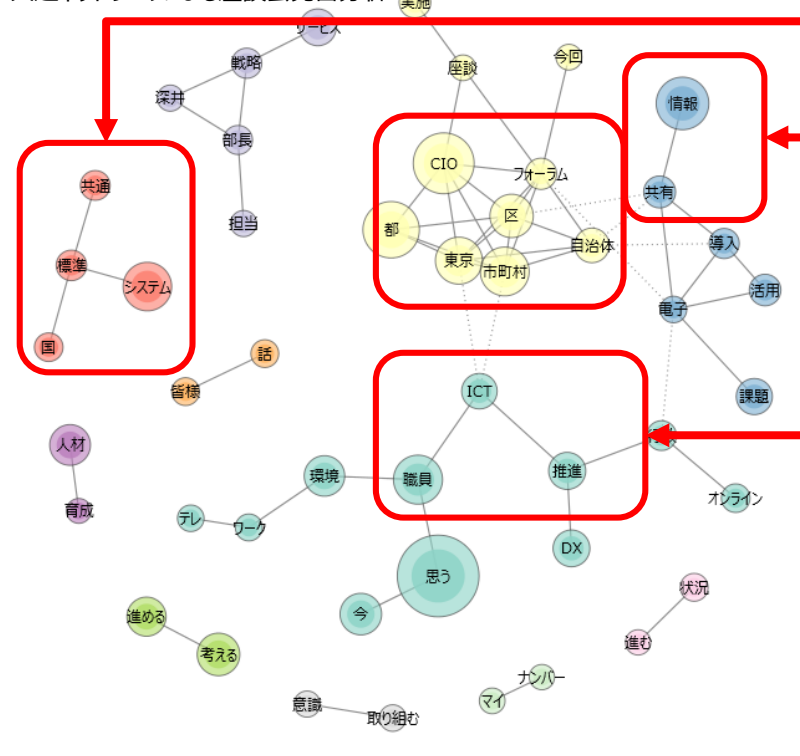 実施
サービス
座談
今回
戦略
深井
情報
部長
CIO
フォーラム
共通
共有
区
担当
都
自治体
導入
東京
市町村
標準
システム
活用
電子
国
話
皆様
ICT
課題
人材
環境
職員
推進
オンライン
育成
テレ
ワーク
DX
思う
状況
今
進める
進む
考える
ナンバー
マイ
意識
取り組む